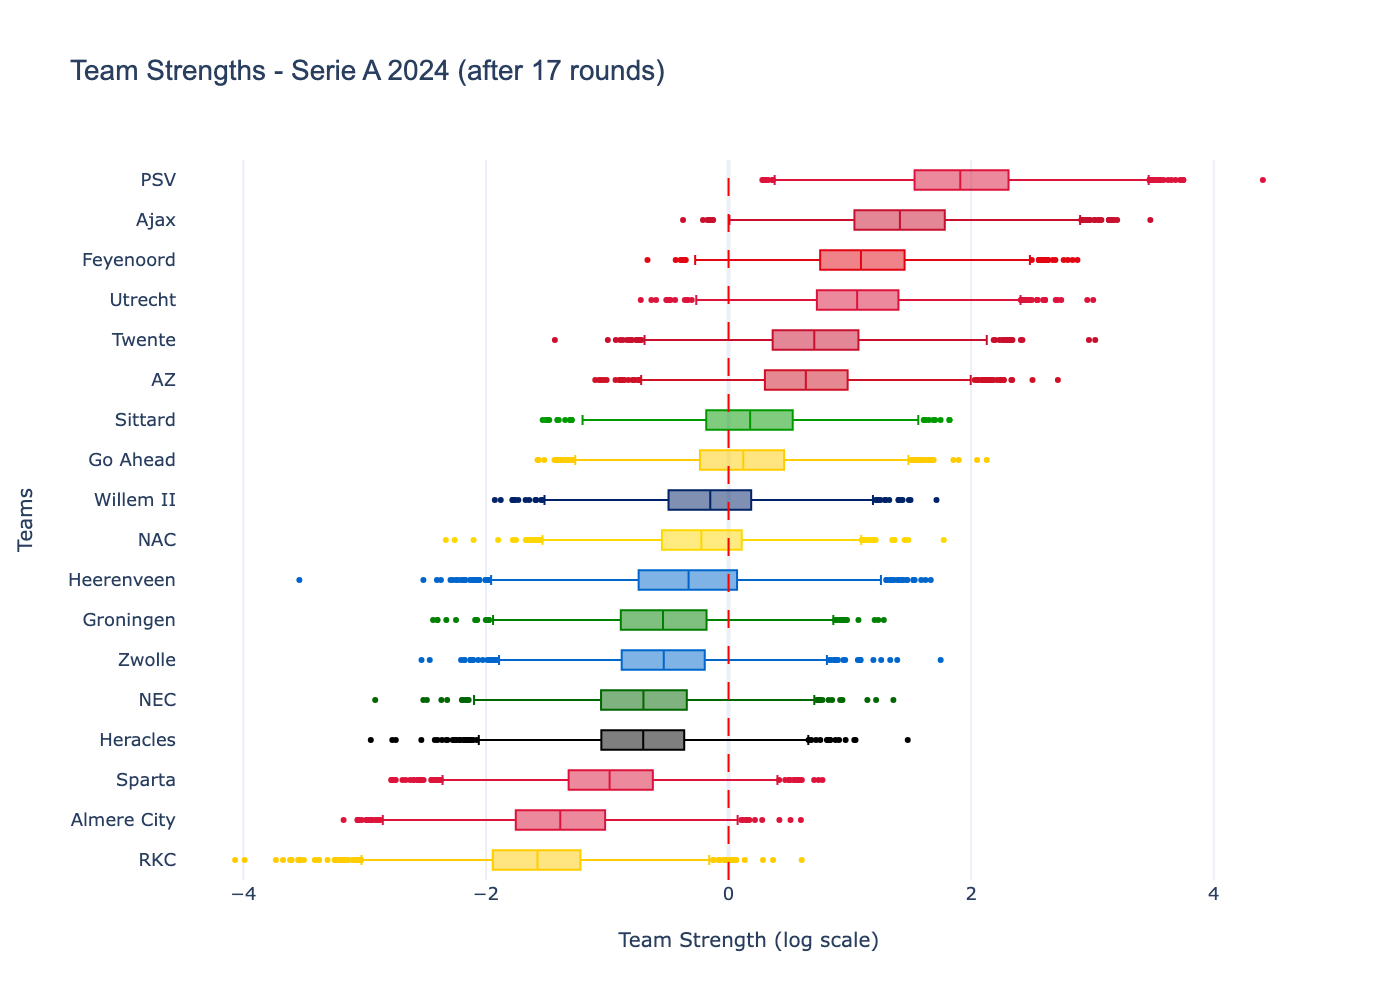 Team Strengths - Serie A 2024 (after 17 rounds)
PSV
Ajax
Feyenoord
Utrecht
Twente
AZ
Sittard
Go Ahead
Willem II
NAC
Heerenveen
Groningen
Zwolle
NEC
Heracles
Sparta
Almere City
RKC
Teams
−4 −2 0 2 4
Team Strength (log scale)